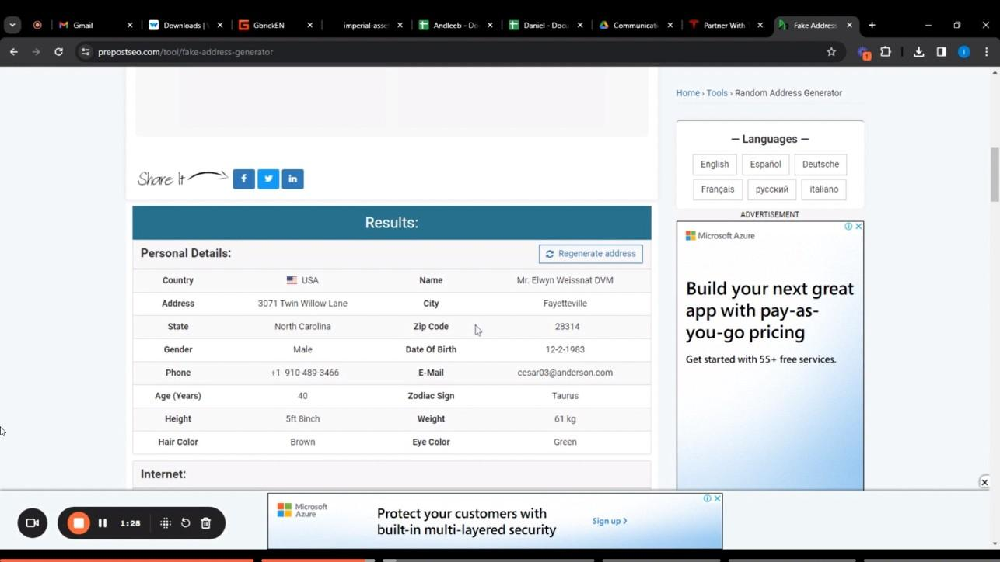 Gmail
Downloads |
GbrickEN
imperial-asse
Andleeb - Do
Daniel - Docu
Communicati
Partner With
Fake Address
prepostseo.com/tool/fake-address-generator
1
I
Home › Tools › Random Address Generator
— Languages —
English Español Deutsche
Français русский italiano
Share It
ADVERTISEMENT
Microsoft Azure
Build your next great
app with pay-as-
you-go pricing
Get started with 55+ free services.
Results:
Personal Details:
Regenerate address
Country USA Name Mr. Elwyn Weissnat DVM
Address 3071 Twin Willow Lane City Fayetteville
State North Carolina Zip Code 28314
Gender Male Date Of Birth 12-2-1983
Phone +1 910-489-3466 E-Mail cesar03@anderson.com
Age (Years) 40 Zodiac Sign Taurus
Height 5ft 8inch Weight 61 kg
Hair Color Brown Eye Color Green
Internet:
1:28
Microsoft
Azure
Protect your customers with
built-in multi-layered security
Sign up >